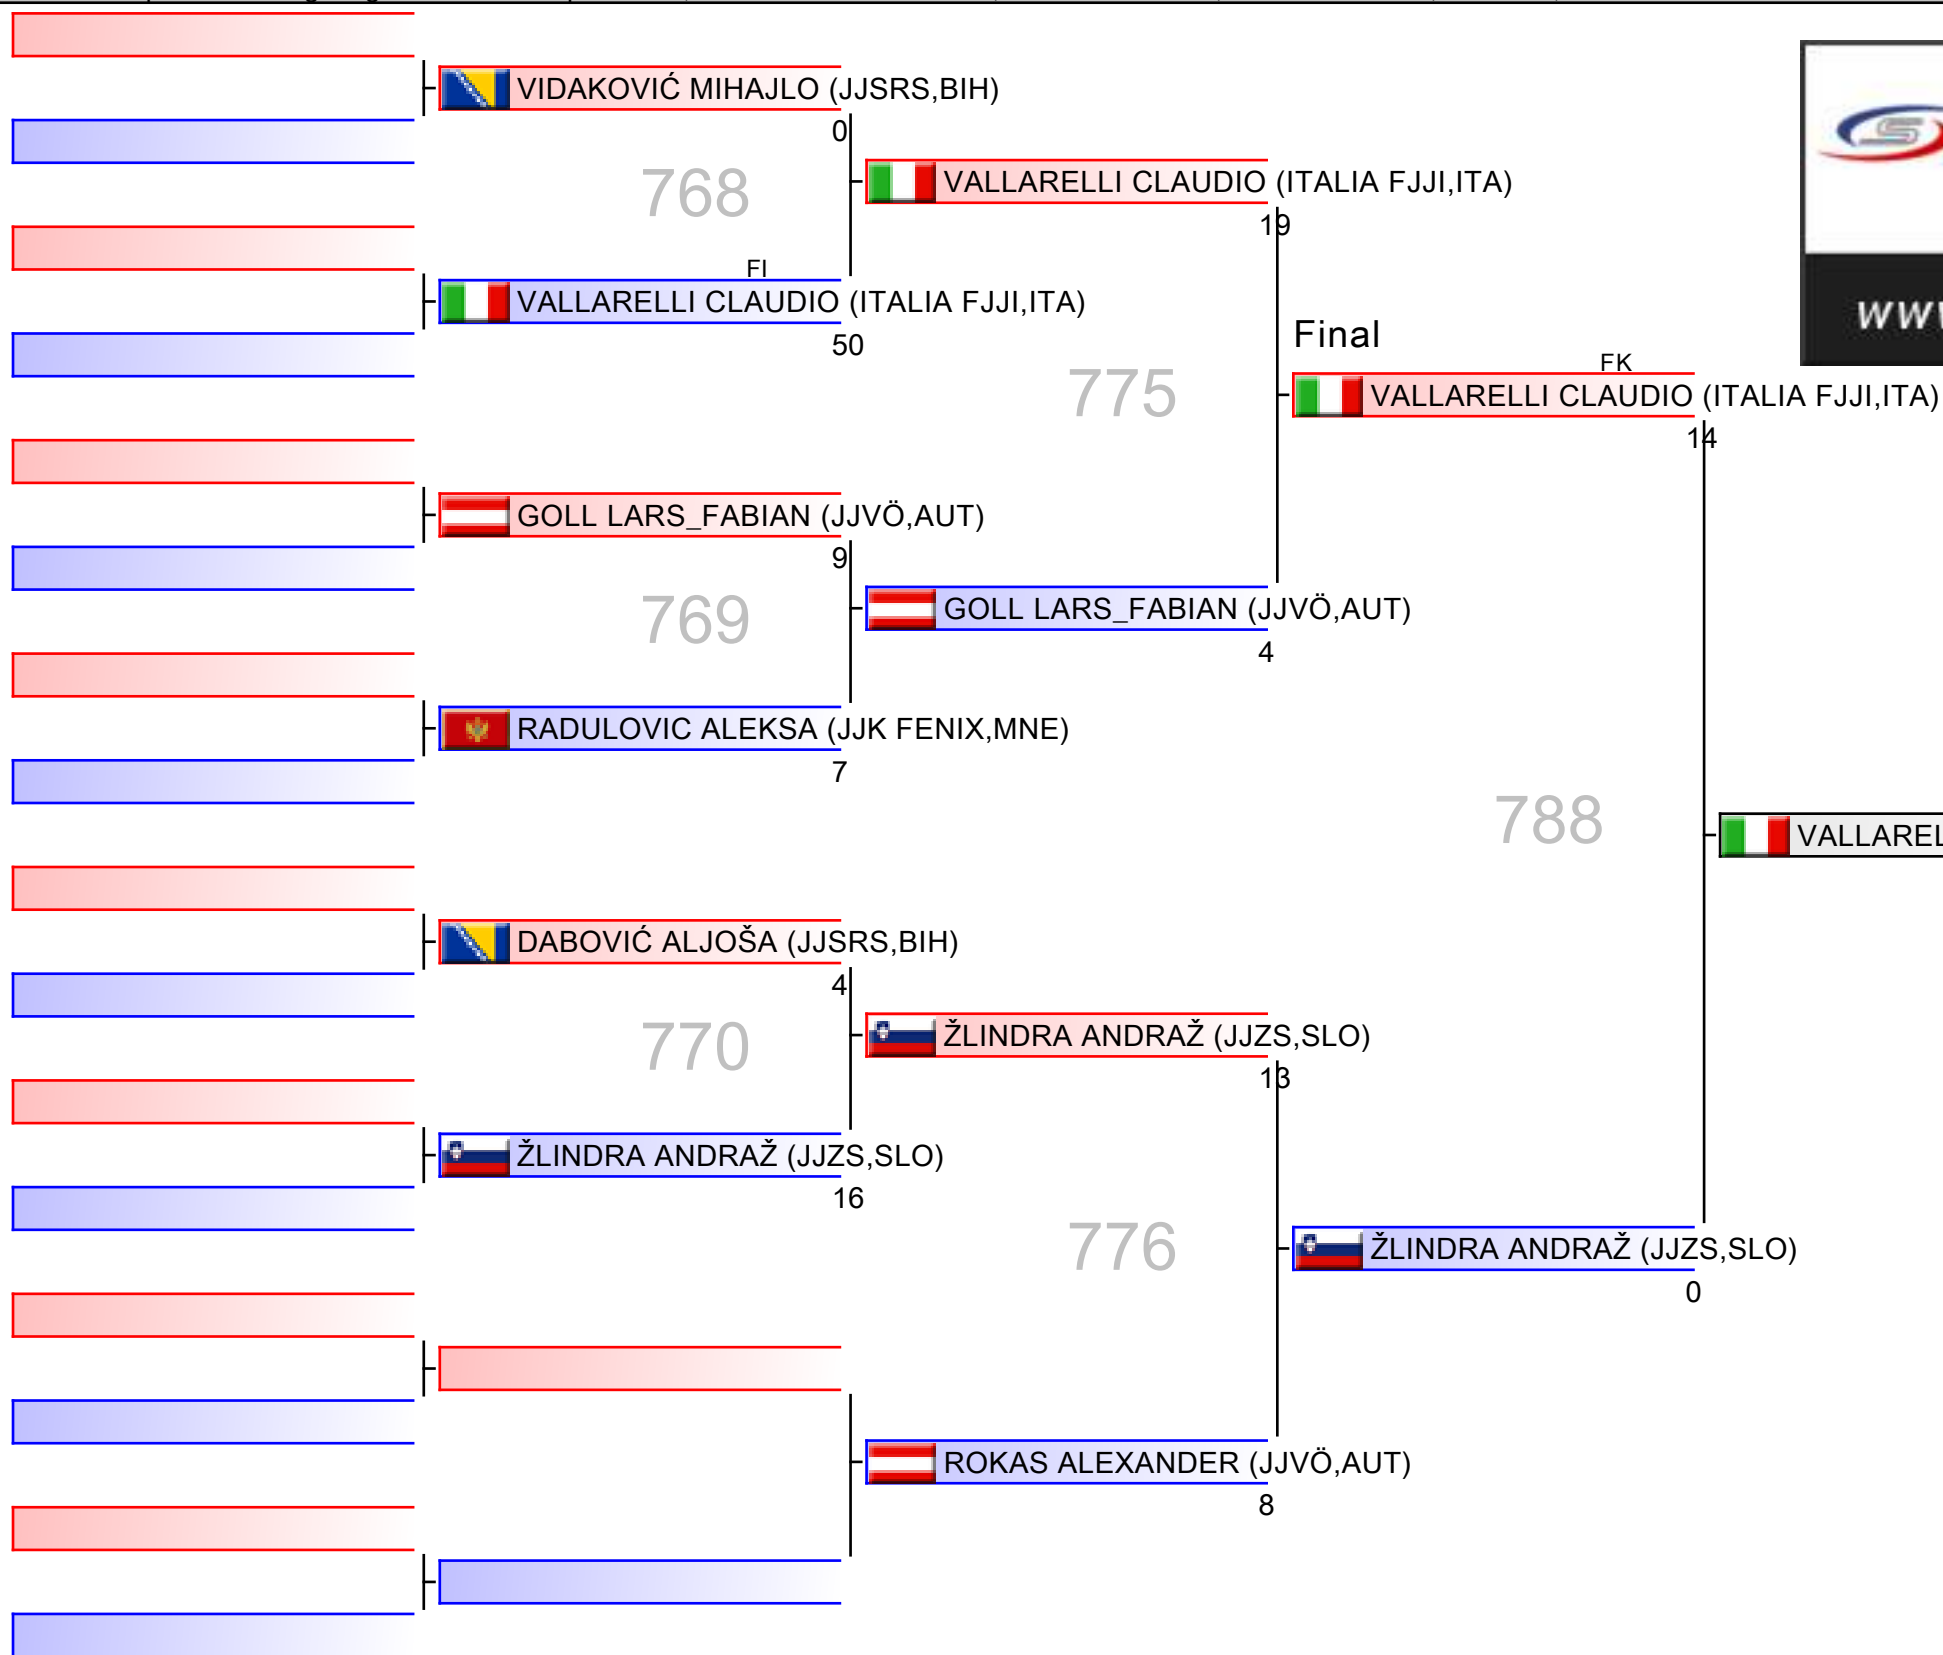 VIDAKOVIĆ MIHAJLO (JJSRS,BIH)
0
768
VALLARELLI CLAUDIO (ITALIA FJJI,ITA)
19
FI
VALLARELLI CLAUDIO (ITALIA FJJI,ITA)
50
Final
775
FK
VALLARELLI CLAUDIO (ITALIA FJJI,ITA)
14
GOLL LARS_FABIAN (JJVÖ,AUT)
9
769
GOLL LARS_FABIAN (JJVÖ,AUT)
4
RADULOVIC ALEKSA (JJK FENIX,MNE)
7
788
VALLAREL
DABOVIĆ ALJOŠA (JJSRS,BIH)
4
770
ŽLINDRA ANDRAŽ (JJZS,SLO)
13
ŽLINDRA ANDRAŽ (JJZS,SLO)
16
776
ŽLINDRA ANDRAŽ (JJZS,SLO)
0
ROKAS ALEXANDER (JJVÖ,AUT)
8